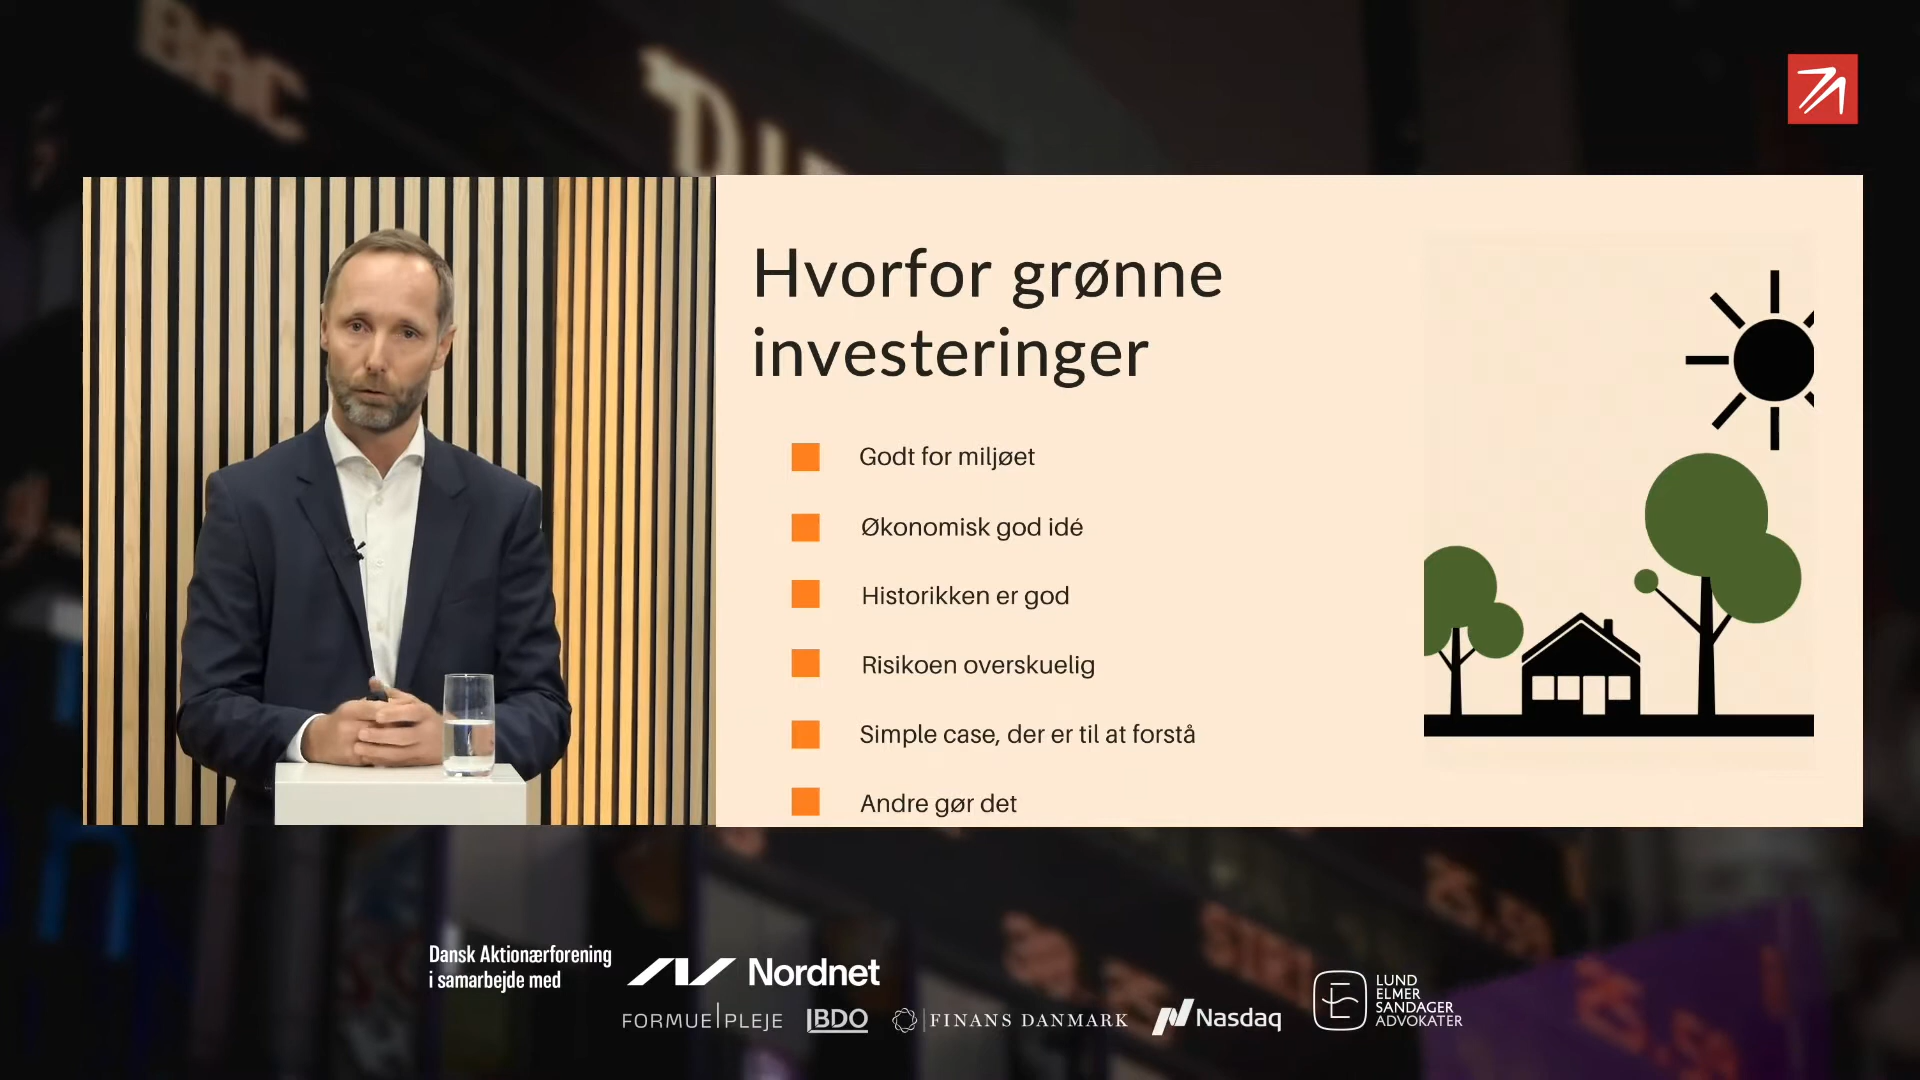 BAC
Hvorfor grønne
investeringer
Godt for miljøet
Økonomisk god idé
Historikken er god
Risikoen overskuelig
Simple case, der er til at forstå
Andre gør det
Dansk Aktionærforening
i samarbejde med
Nordnet
FORMUE|PLEJE
BDO
FINANS DANMARK
Nasdaq
LUND
ELMER
SANDAGER
ADVOKATER